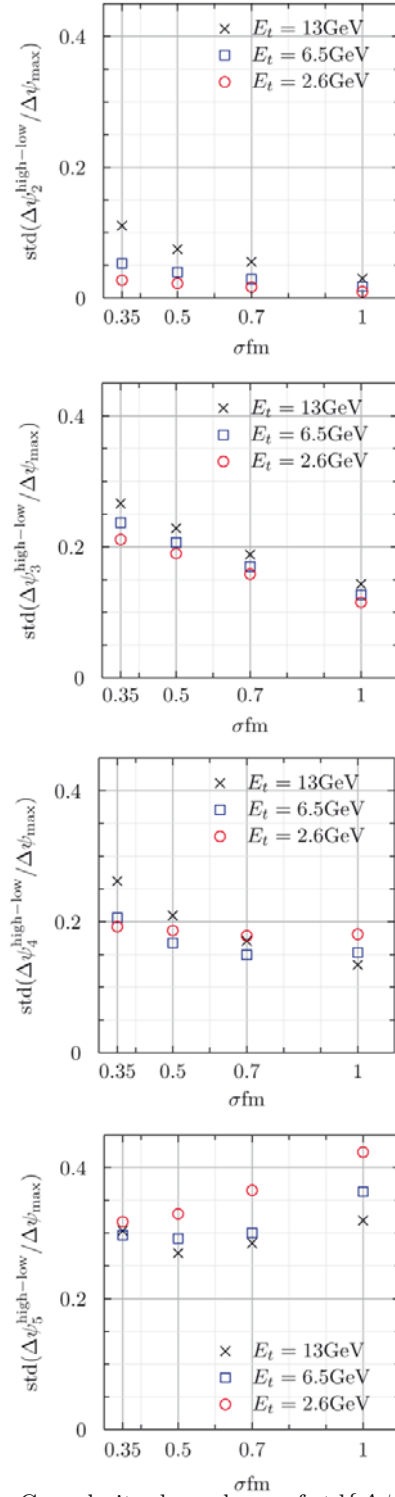 0.4
E_t = 13GeV
E_t = 6.5GeV
E_t = 2.6GeV
std(Δψ_2^{high−low}/Δψ_max)
0.2
0
0.35 0.5 0.7 1
σfm
0.4
E_t = 13GeV
E_t = 6.5GeV
E_t = 2.6GeV
std(Δψ_3^{high−low}/Δψ_max)
0.2
0
0.35 0.5 0.7 1
σfm
0.4
E_t = 13GeV
E_t = 6.5GeV
E_t = 2.6GeV
std(Δψ_4^{high−low}/Δψ_max)
0.2
0
0.35 0.5 0.7 1
σfm
0.4
std(Δψ_5^{high−low}/Δψ_max)
0.2
E_t = 13GeV
E_t = 6.5GeV
E_t = 2.6GeV
0
0.35 0.5 0.7 1
σfm